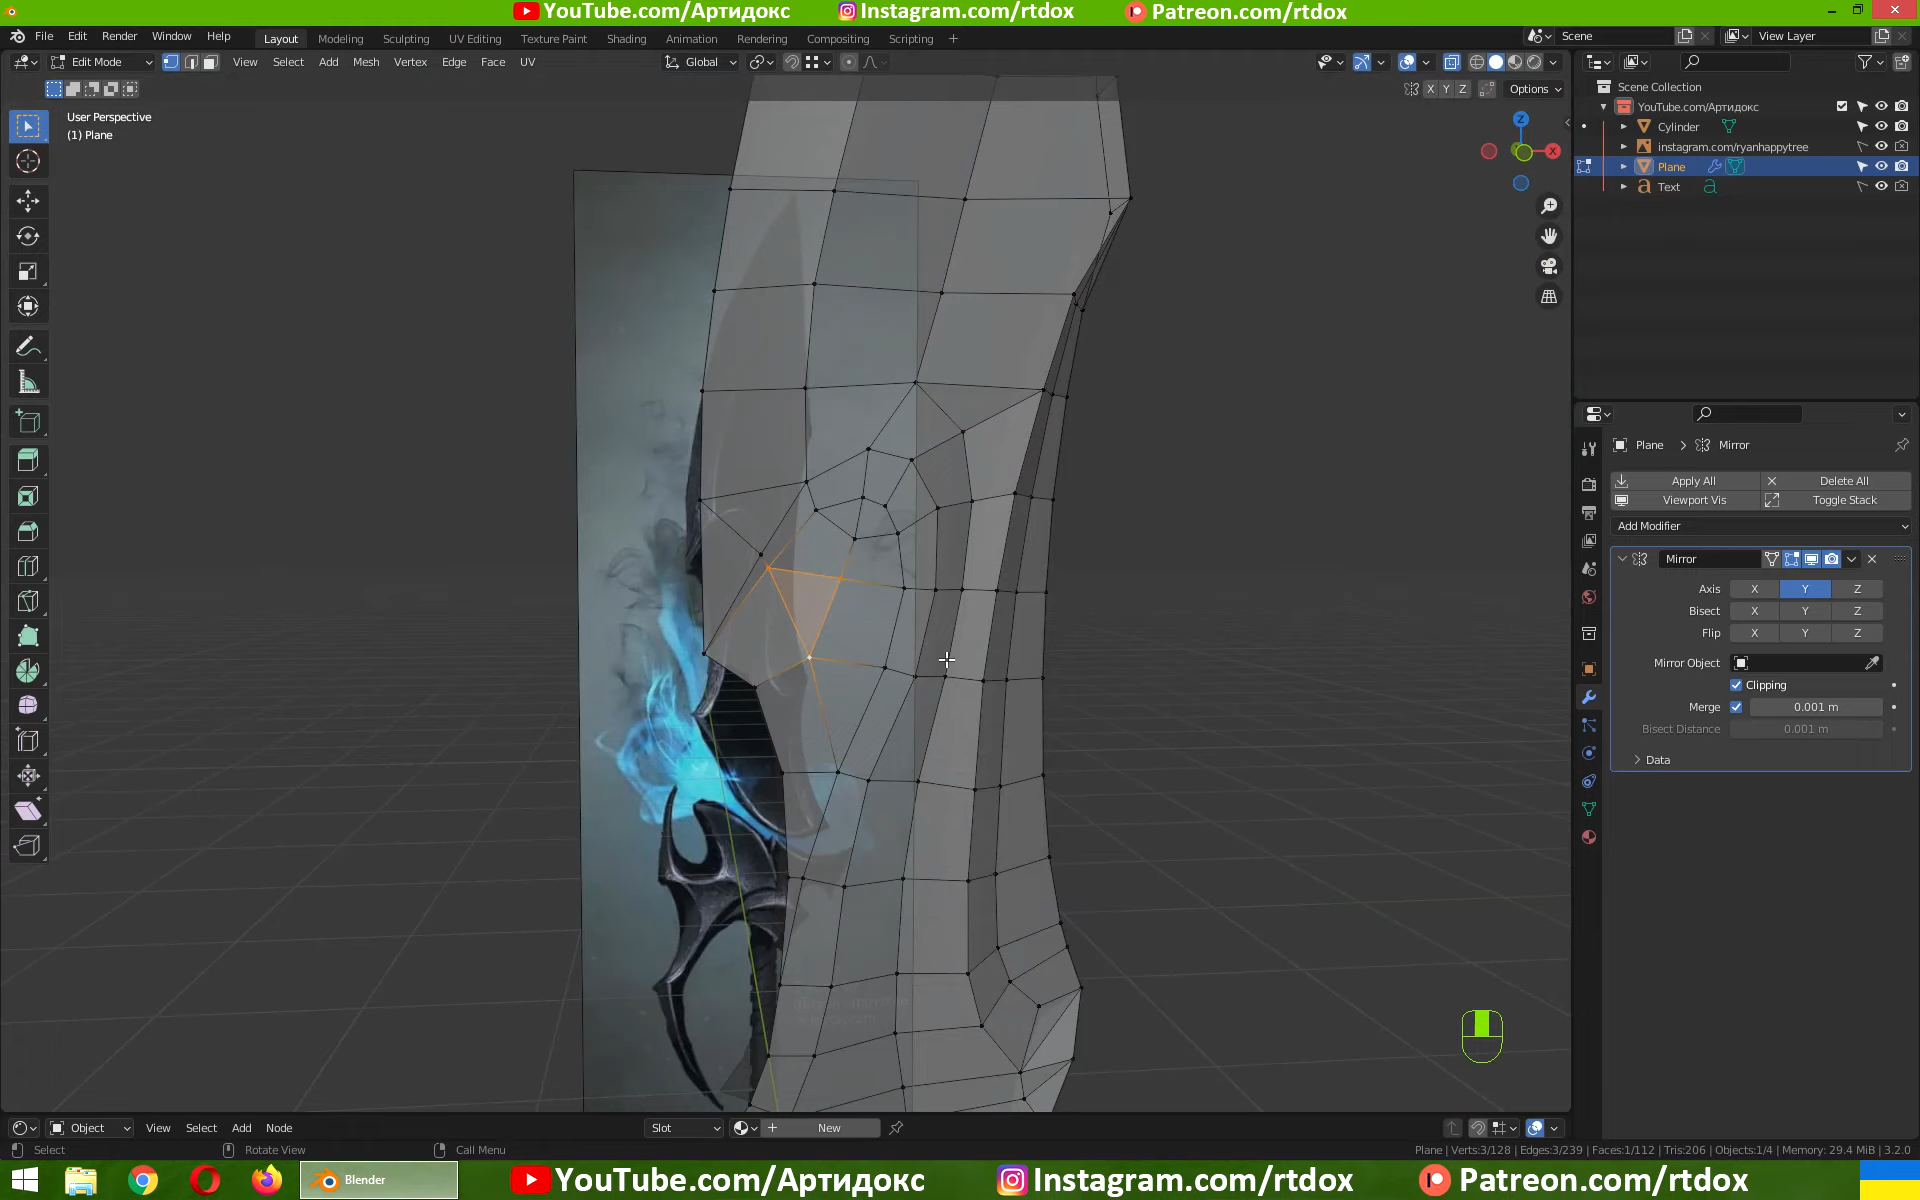 YouTube.com/Артидокс Instagram.com/rtdox Patreon.com/rtdox
File Edit Render Window Help Layout Modeling Sculpting UV Editing Texture Paint Shading Animation Rendering Compositing Scripting + Scene View Layer
Edit Mode View Select Add Mesh Vertex Edge Face UV Global
X Y Z Options
User Perspective
(1) Plane
Z
X
Scene Collection
YouTube.com/Артидокс
Cylinder
instagram.com/ryanhappytree
Plane
Text
Plane > Mirror
Apply All Delete All
Viewport Vis Toggle Stack
Add Modifier
Mirror
Axis X Y Z
Bisect X Y Z
Flip X Y Z
Mirror Object
Clipping
Merge 0.001 m
Bisect Distance 0.001 m
Data
Object View Select Add Node Slot New
Select Rotate View Call Menu Plane | Verts:3/128 | Edges:3/239 | Faces:1/112 | Tris:206 | Objects:1/4 | Memory: 29.4 MiB | 3.2.0
Blender YouTube.com/Артидокс Instagram.com/rtdox Patreon.com/rtdox